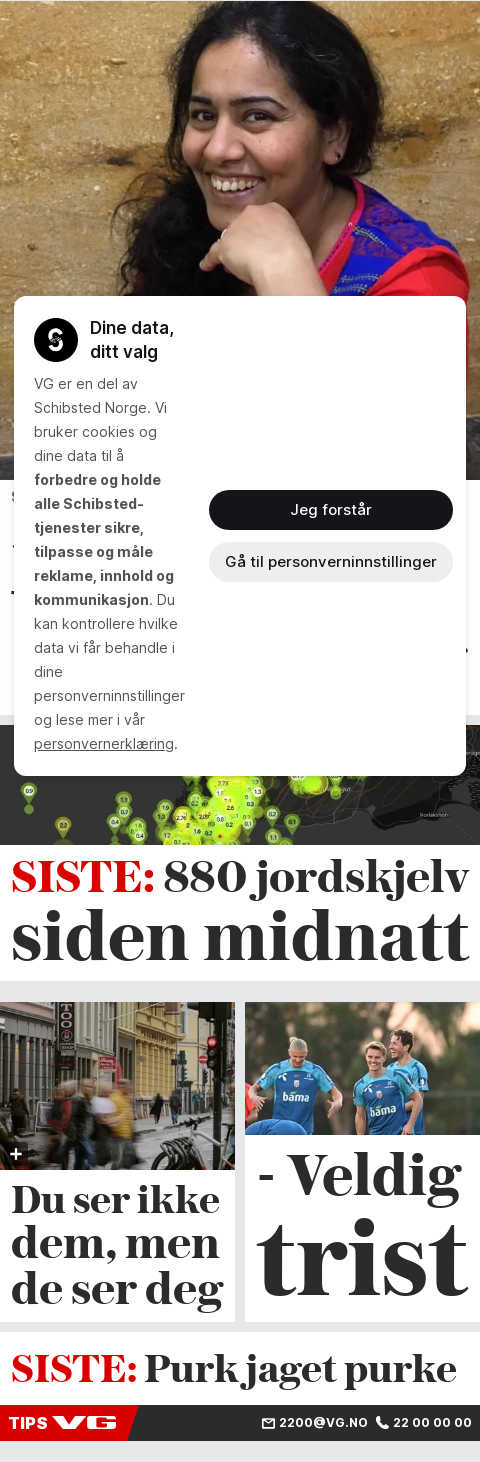 Dine data,
ditt valg
VG er en del av
Schibsted Norge. Vi
bruker cookies og
dine data til å
forbedre og holde
alle Schibsted-
tjenester sikre,
tilpasse og måle
reklame, innhold og
kommunikasjon. Du
kan kontrollere hvilke
data vi får behandle i
dine
personverninnstillinger
og lese mer i vår
personvernerklæring.
Jeg forstår
Gå til personverninnstillinger
SISTE: 880 jordskjelv
siden midnatt
TOO
Du ser ikke
dem, men
de ser deg
bama
bama
- Veldig
trist
SISTE: Purk jaget purke
TIPS VG 2200@VG.NO 22 00 00 00